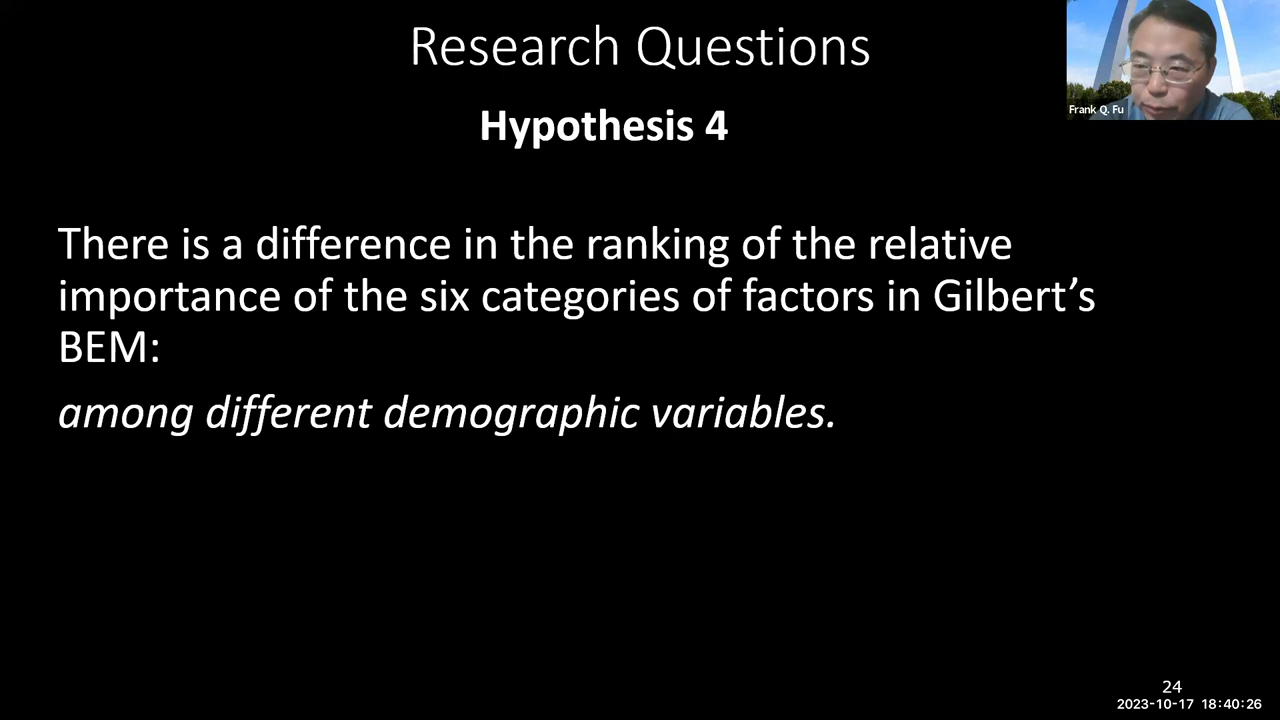 Research Questions
Frank Q. Fu
Hypothesis 4
There is a difference in the ranking of the relative
importance of the six categories of factors in Gilbert’s
BEM:
among different demographic variables.
24
2023-10-17 18:40:26